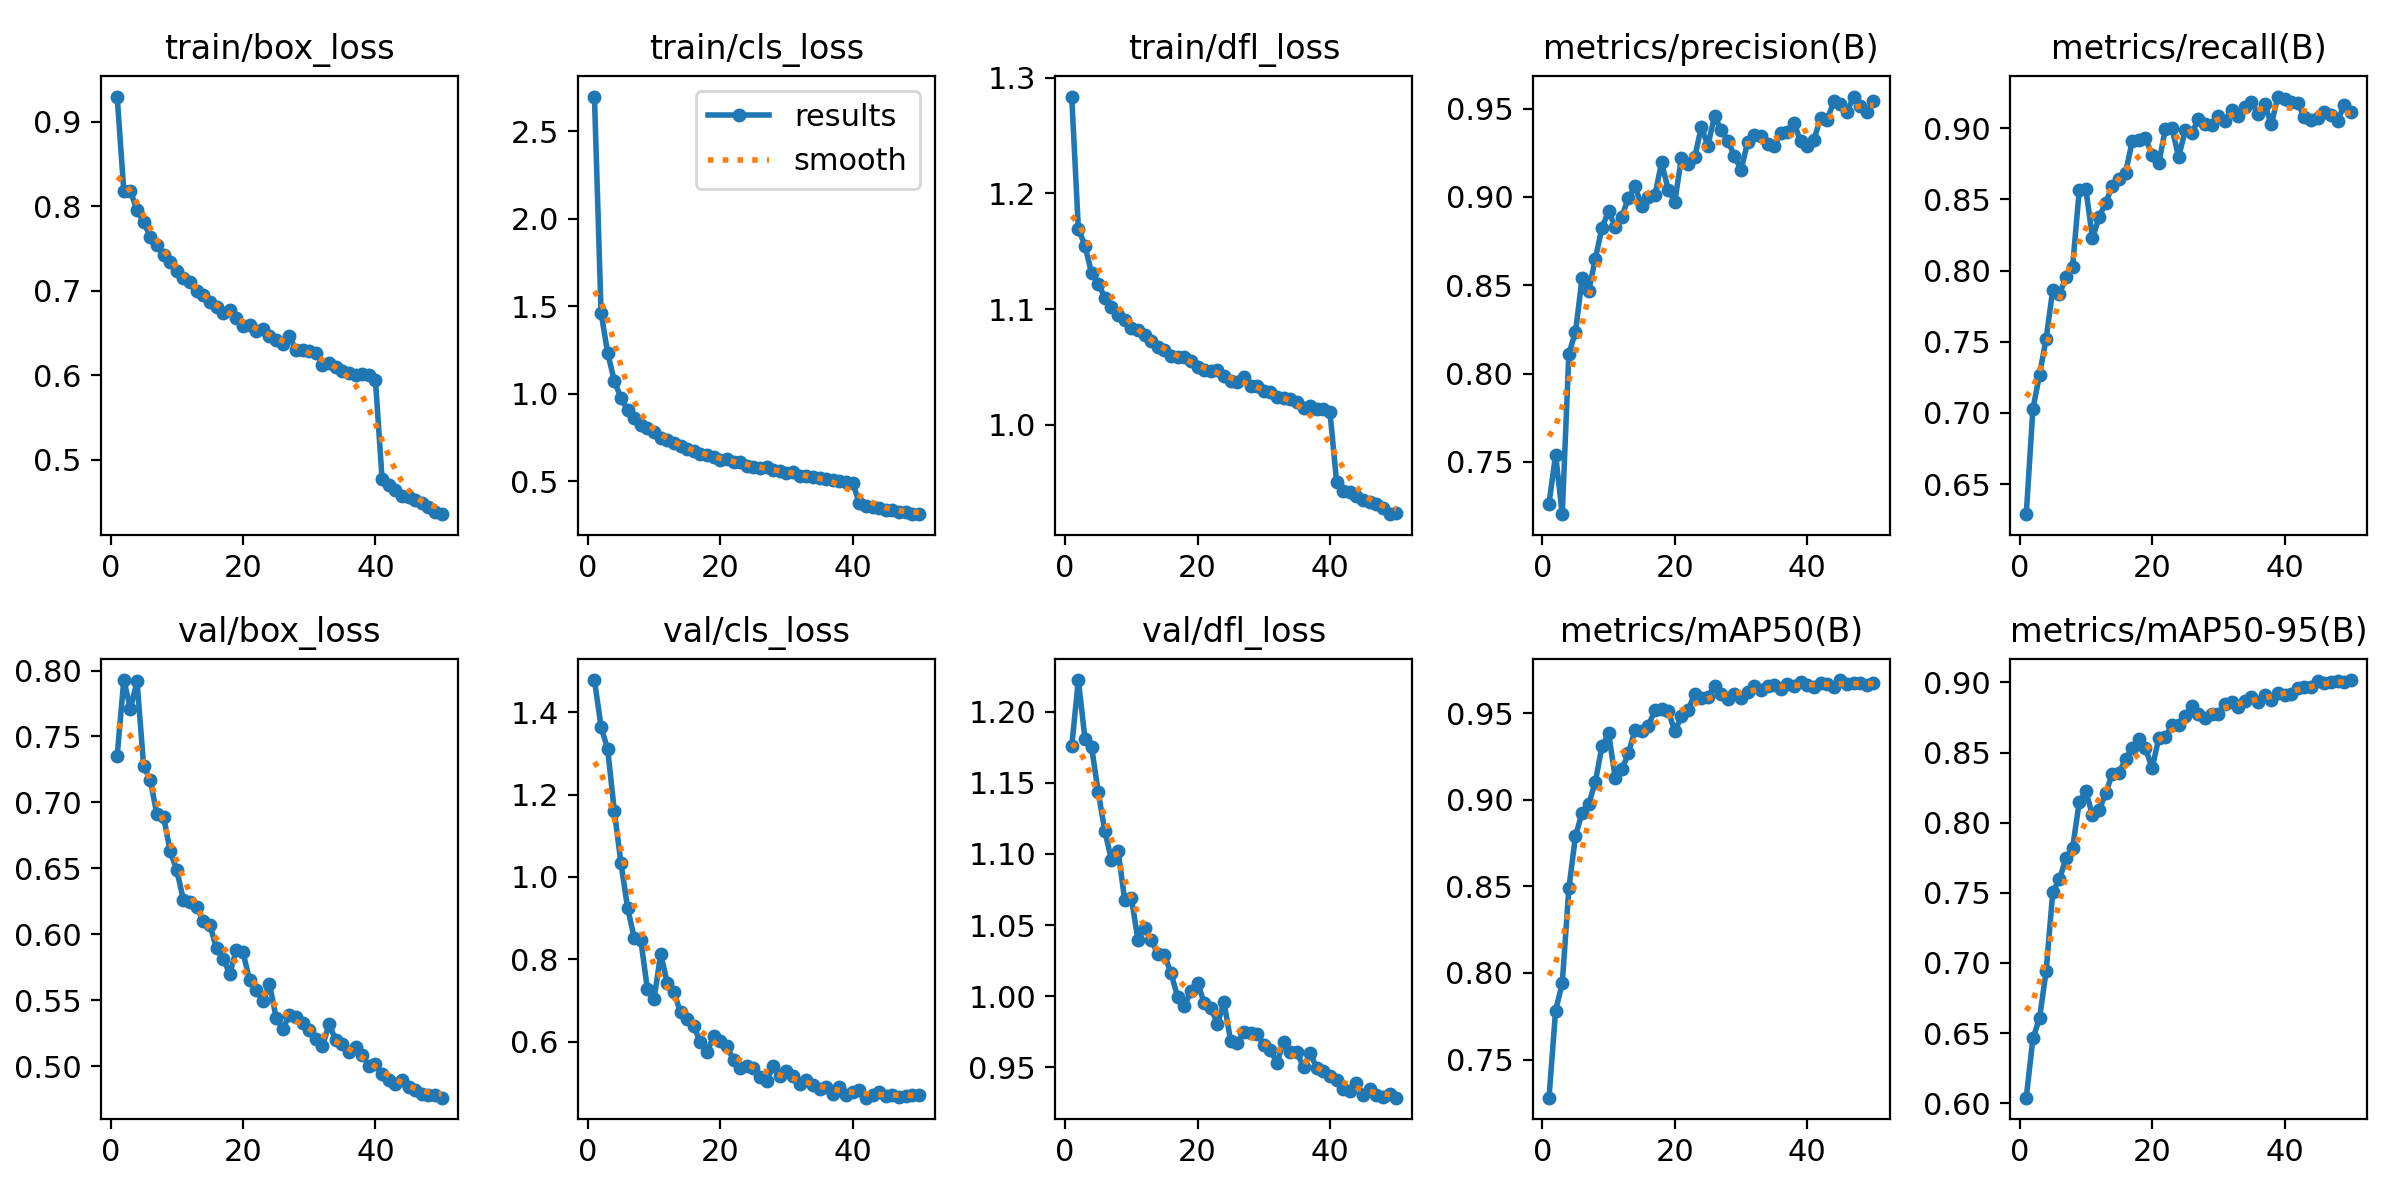 train/box_loss
train/cls_loss
train/dfl_loss
metrics/precision(B)
metrics/recall(B)
0.9
0.8
0.7
0.6
0.5
0 20 40
2.5
2.0
1.5
1.0
0.5
results
smooth
0 20 40
1.3
1.2
1.1
1.0
0 20 40
0.95
0.90
0.85
0.80
0.75
0 20 40
0.90
0.85
0.80
0.75
0.70
0.65
0 20 40
val/box_loss
val/cls_loss
val/dfl_loss
metrics/mAP50(B)
metrics/mAP50-95(B)
0.80
0.75
0.70
0.65
0.60
0.55
0.50
0 20 40
1.4
1.2
1.0
0.8
0.6
0 20 40
1.20
1.15
1.10
1.05
1.00
0.95
0 20 40
0.95
0.90
0.85
0.80
0.75
0 20 40
0.90
0.85
0.80
0.75
0.70
0.65
0.60
0 20 40